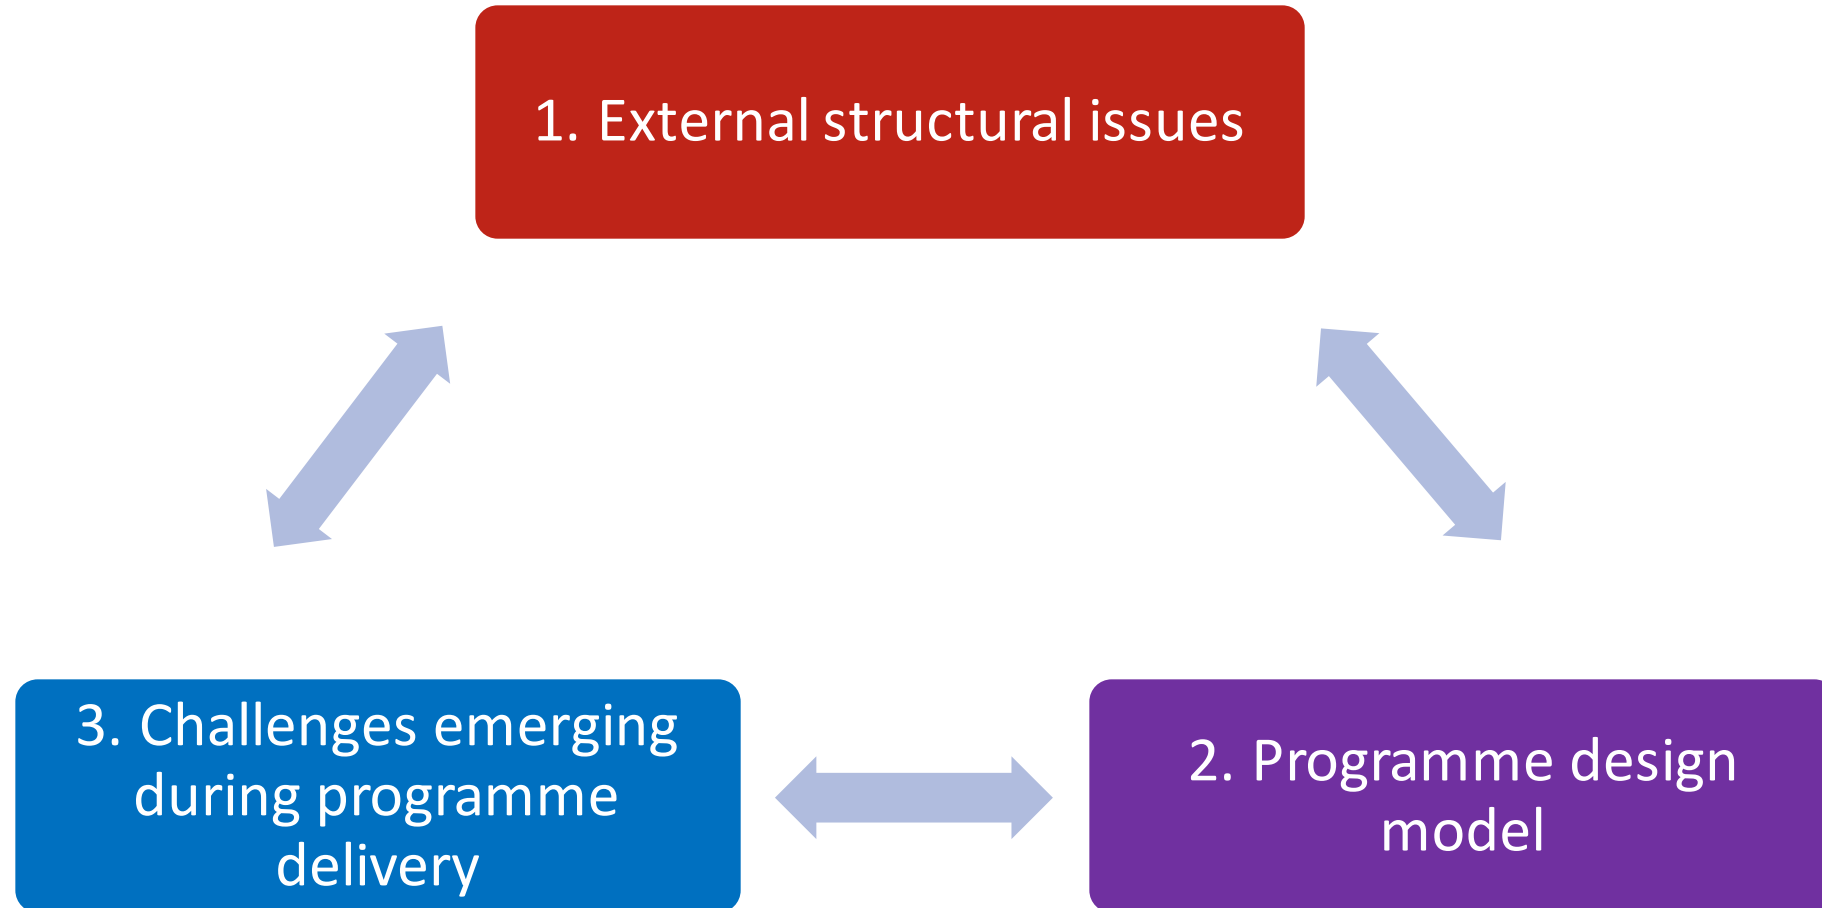 1. External structural issues
3. Challenges emerging
during programme
delivery
2. Programme design
model